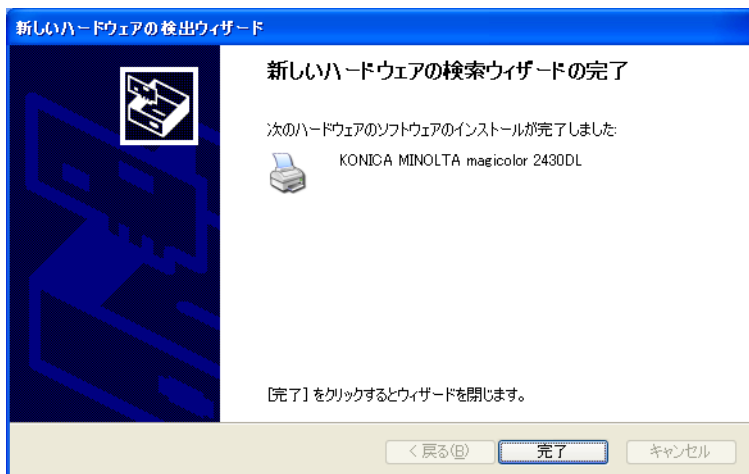 新しいハードウェアの検出ウィザード
新しいハードウェアの検索ウィザードの完了
次のハードウェアのソフトウェアのインストールが完了しました:
KONICA MINOLTA magicolor 2430DL
[完了] をクリックするとウィザードを閉じます。
< 戻る(B) 完了 キャンセル